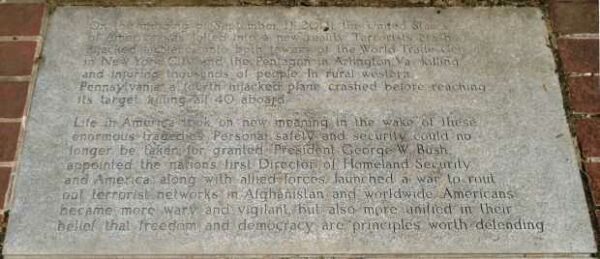 On the morning of September 11, 2001, the United States
of America was jolted into a new reality. Terrorists crash
hijacked airliners into both towers of the World Trade Cen
in New York City and the Pentagon in Arlington, Va. killing
and injuring thousands of people. In rural western
Pennsylvania a fourth hijacked plane crashed before reaching
its target, killing all 40 aboard.
Life in America took on new meaning in the wake of these
enormous tragedies. Personal safety and security could no
longer be taken for granted. President George W. Bush
appointed the nation's first Director of Homeland Security
and America, along with allied forces, launched a war to rout
out terrorist networks in Afghanistan and worldwide. Americans
became more wary and vigilant, but also more unified in their
belief that freedom and democracy are principles worth defending.